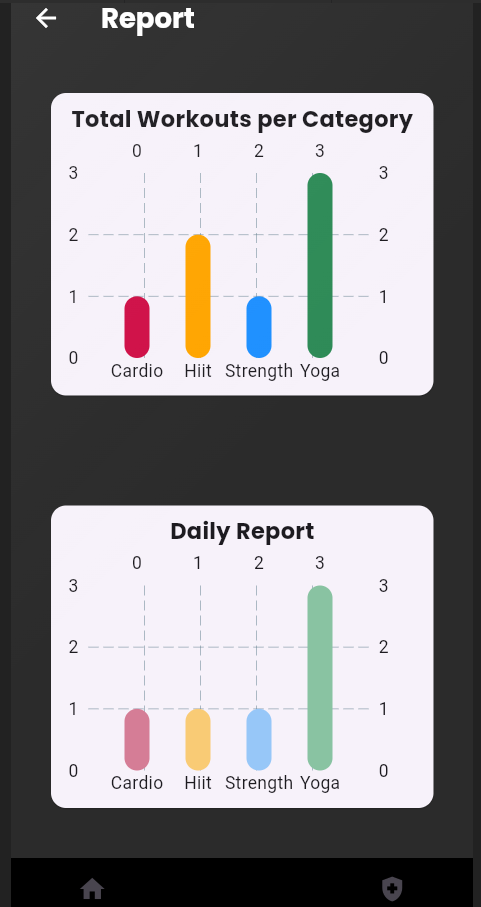 Report
Total Workouts per Category
0 1 2 3
3 3
2 2
1 1
0 0
Cardio Hiit Strength Yoga
Daily Report
0 1 2 3
3 3
2 2
1 1
0 0
Cardio Hiit Strength Yoga